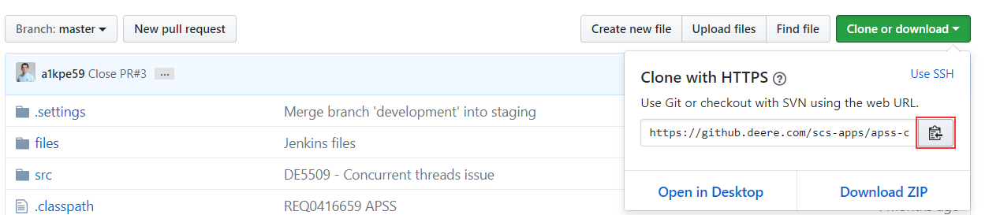 Branch: master New pull request Create new file Upload files Find file Clone or download
a1kpe59 Close PR#3 ...
Clone with HTTPS ? Use SSH
Use Git or checkout with SVN using the web URL.
https://github.deere.com/scs-apps/apss-c
Open in Desktop Download ZIP
.settings Merge branch 'development' into staging
files Jenkins files
src DE5509 - Concurrent threads issue
.classpath REQ0416659 APSS